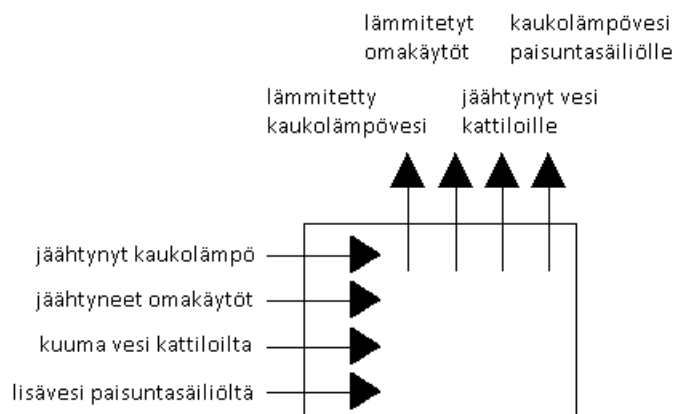 lämmitetyt
omakäytöt
kaukolämpövesi
paisuntasäiliölle
lämmitetty
kaukolämpövesi
jäähtynyt vesi
kattiloille
jäähtynyt kaukolämpö
jäähtyneet omakäytöt
kuuma vesi kattiloilta
lisävesi paisuntasäiliöltä